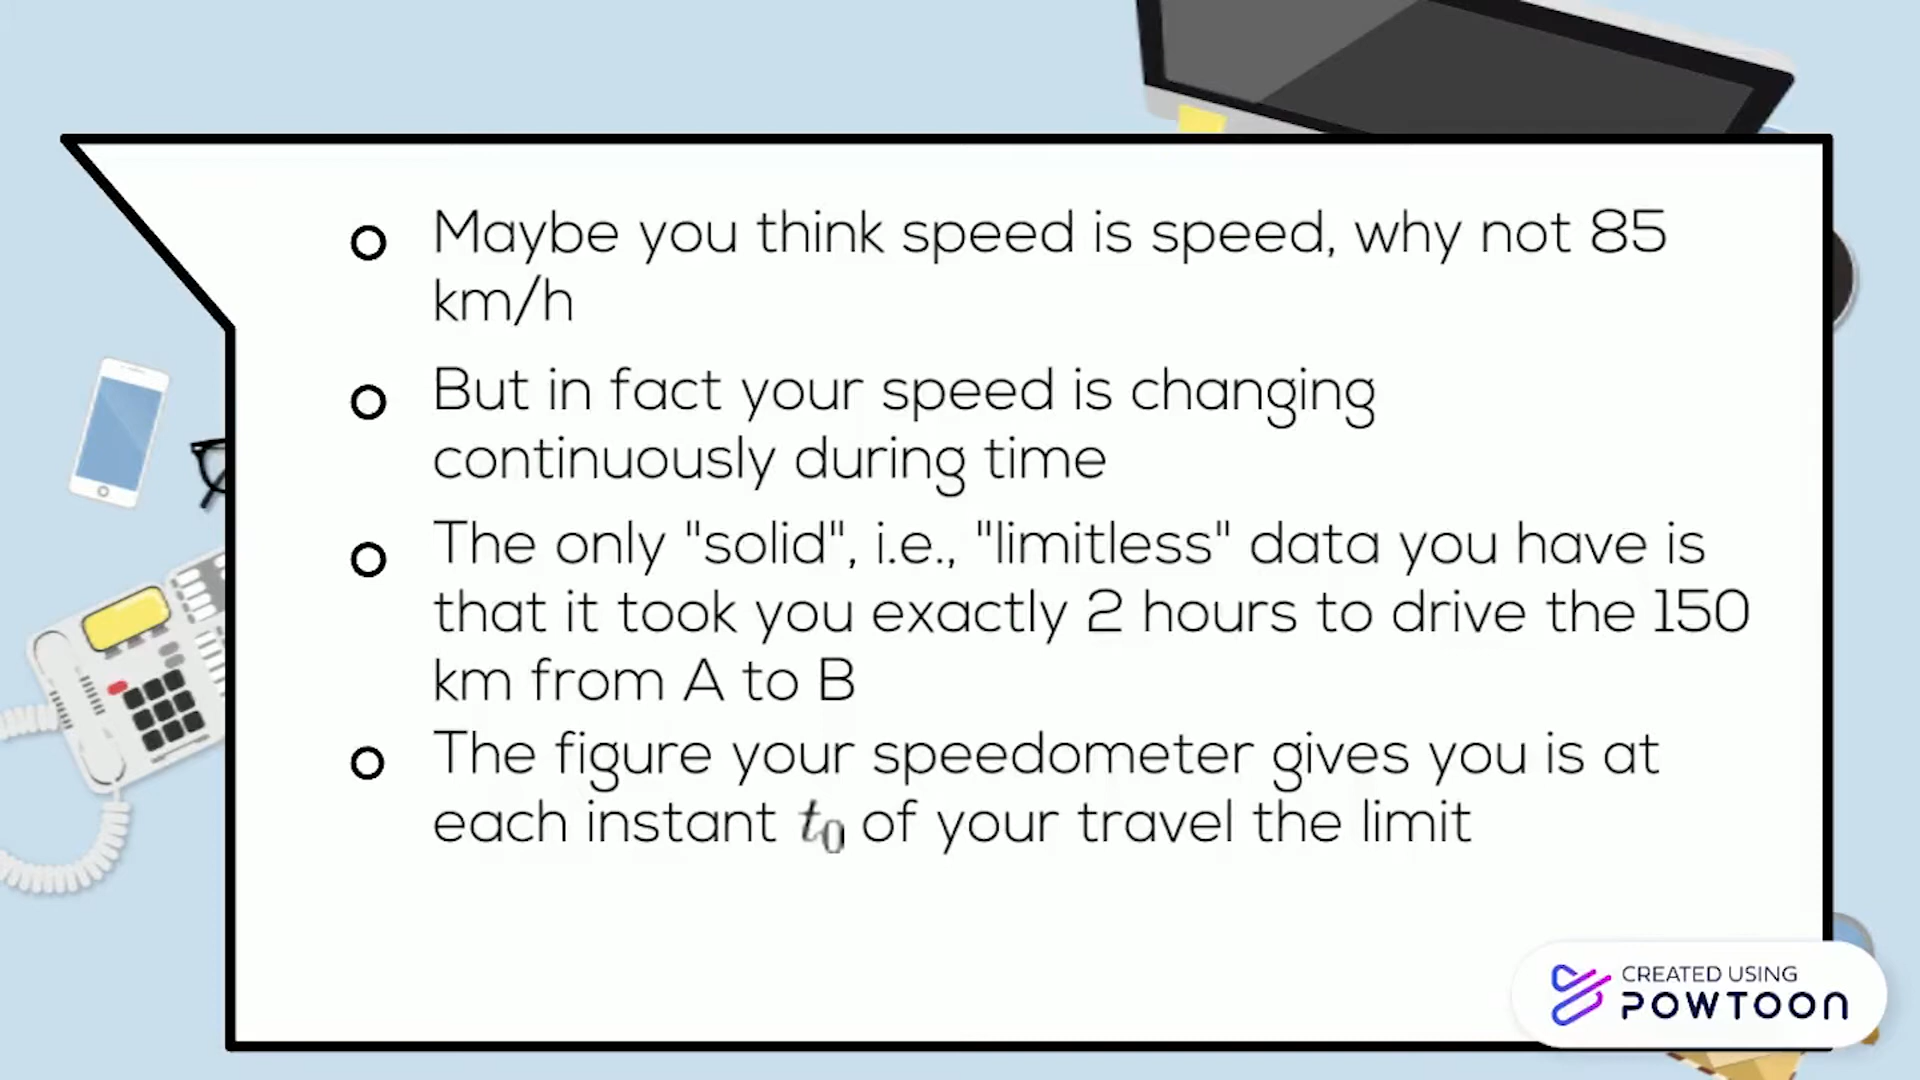 Maybe you think speed is speed, why not 85
km/h
But in fact your speed is changing
continuously during time
The only "solid", i.e., "limitless" data you have is
that it took you exactly 2 hours to drive the 150
km from A to B
The figure your speedometer gives you is at
each instant t₀ of your travel the limit
CREATED USING
POWTOON